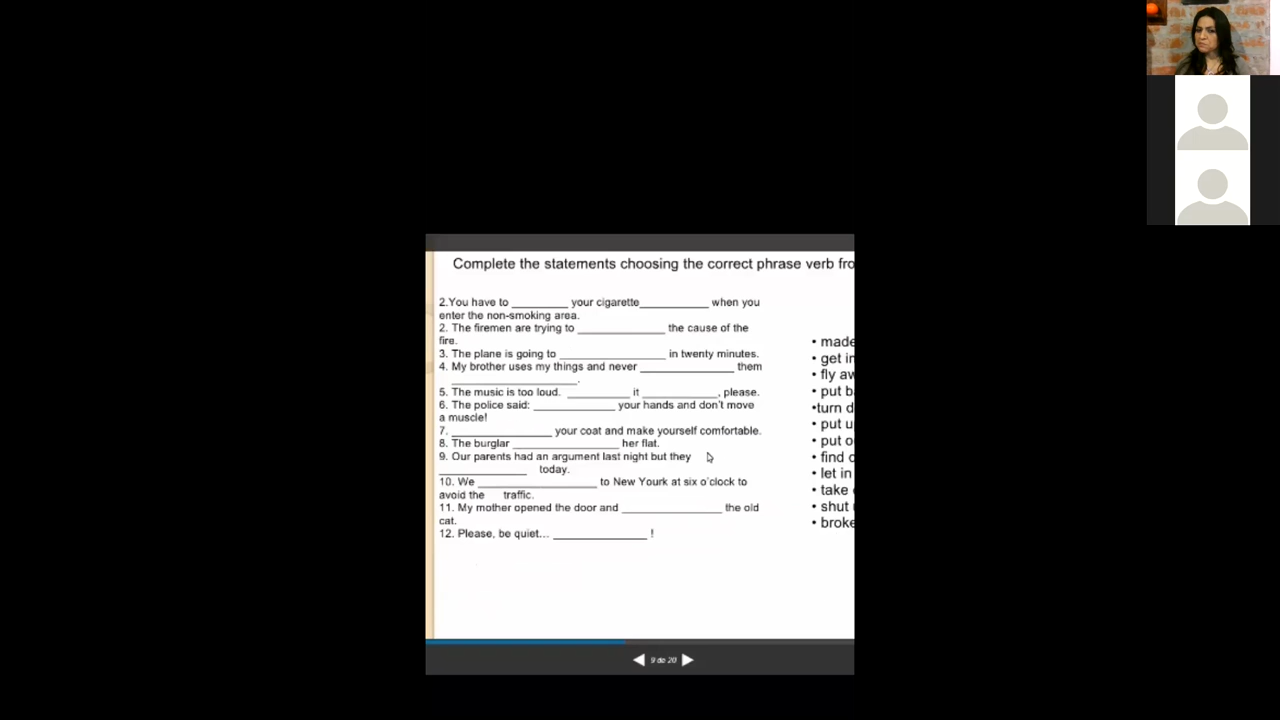 Complete the statements choosing the correct phrase verb fro
2.You have to _________ your cigarette___________ when you
enter the non-smoking area.
2. The firemen are trying to ______________ the cause of the
fire.
3. The plane is going to _________________ in twenty minutes.
4. My brother uses my things and never _______________ them
____________________.
5. The music is too loud. __________ it ____________, please.
6. The police said: _____________ your hands and don't move
a muscle!
7. ________________ your coat and make yourself comfortable.
8. The burglar _________________ her flat.
9. Our parents had an argument last night but they
______________ today.
10. We ___________________ to New Yourk at six o'clock to
avoid the traffic.
11. My mother opened the door and ________________ the old
cat.
12. Please, be quiet... _______________ !
• made
• get in
• fly aw
• put b
•turn d
• put u
• put o
• find o
• let in
• take
• shut
• broke
9 de 20